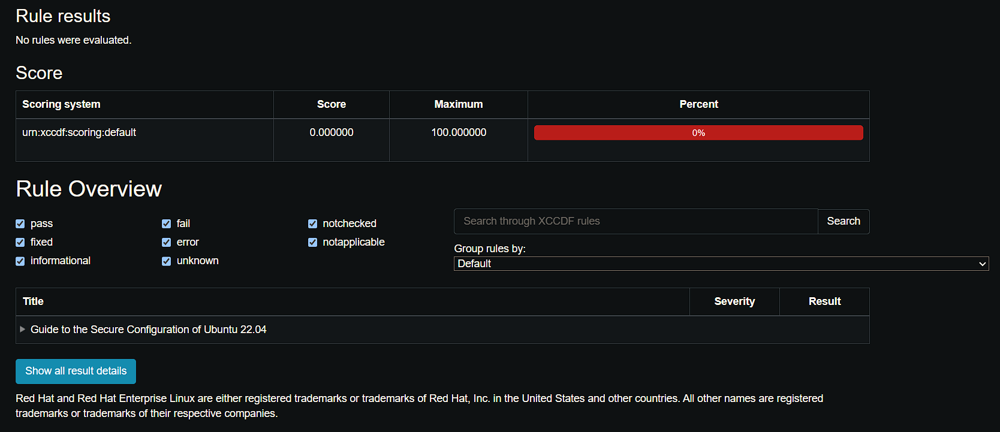 Rule results
No rules were evaluated.
Score
Scoring system Score Maximum Percent
urn:xccdf:scoring:default 0.000000 100.000000 0%
Rule Overview
pass fail notchecked
fixed error notapplicable
informational unknown
Search through XCCDF rules Search
Group rules by:
Default
Title Severity Result
Guide to the Secure Configuration of Ubuntu 22.04
Show all result details
Red Hat and Red Hat Enterprise Linux are either registered trademarks or trademarks of Red Hat, Inc. in the United States and other countries. All other names are registered
trademarks or trademarks of their respective companies.